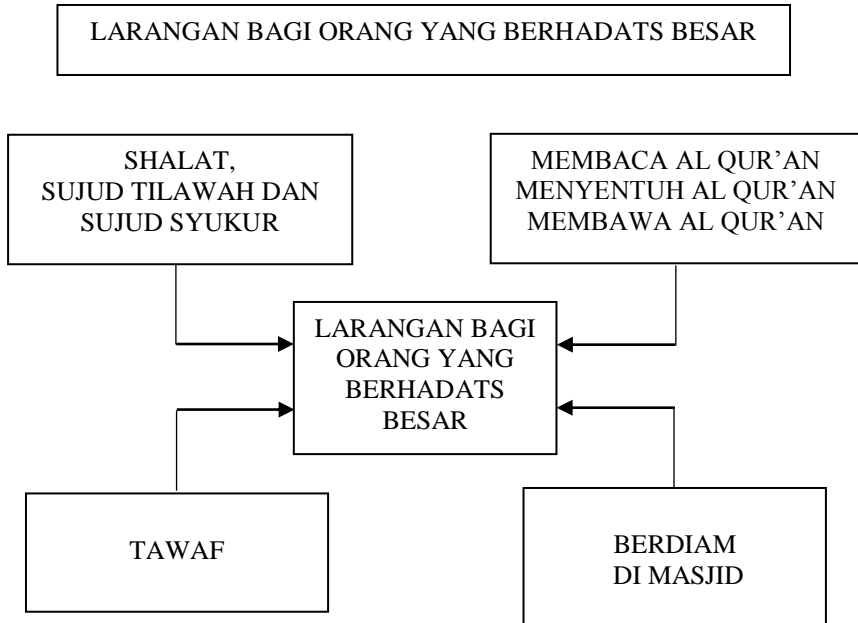 LARANGAN BAGI ORANG YANG BERHADATS BESAR
SHALAT,
SUJUD TILAWAH DAN
SUJUD SYUKUR
MEMBACA AL QUR’AN
MENYENTUH AL QUR’AN
MEMBAWA AL QUR’AN
LARANGAN BAGI
ORANG YANG
BERHADATS
BESAR
TAWAF
BERDIAM
DI MASJID